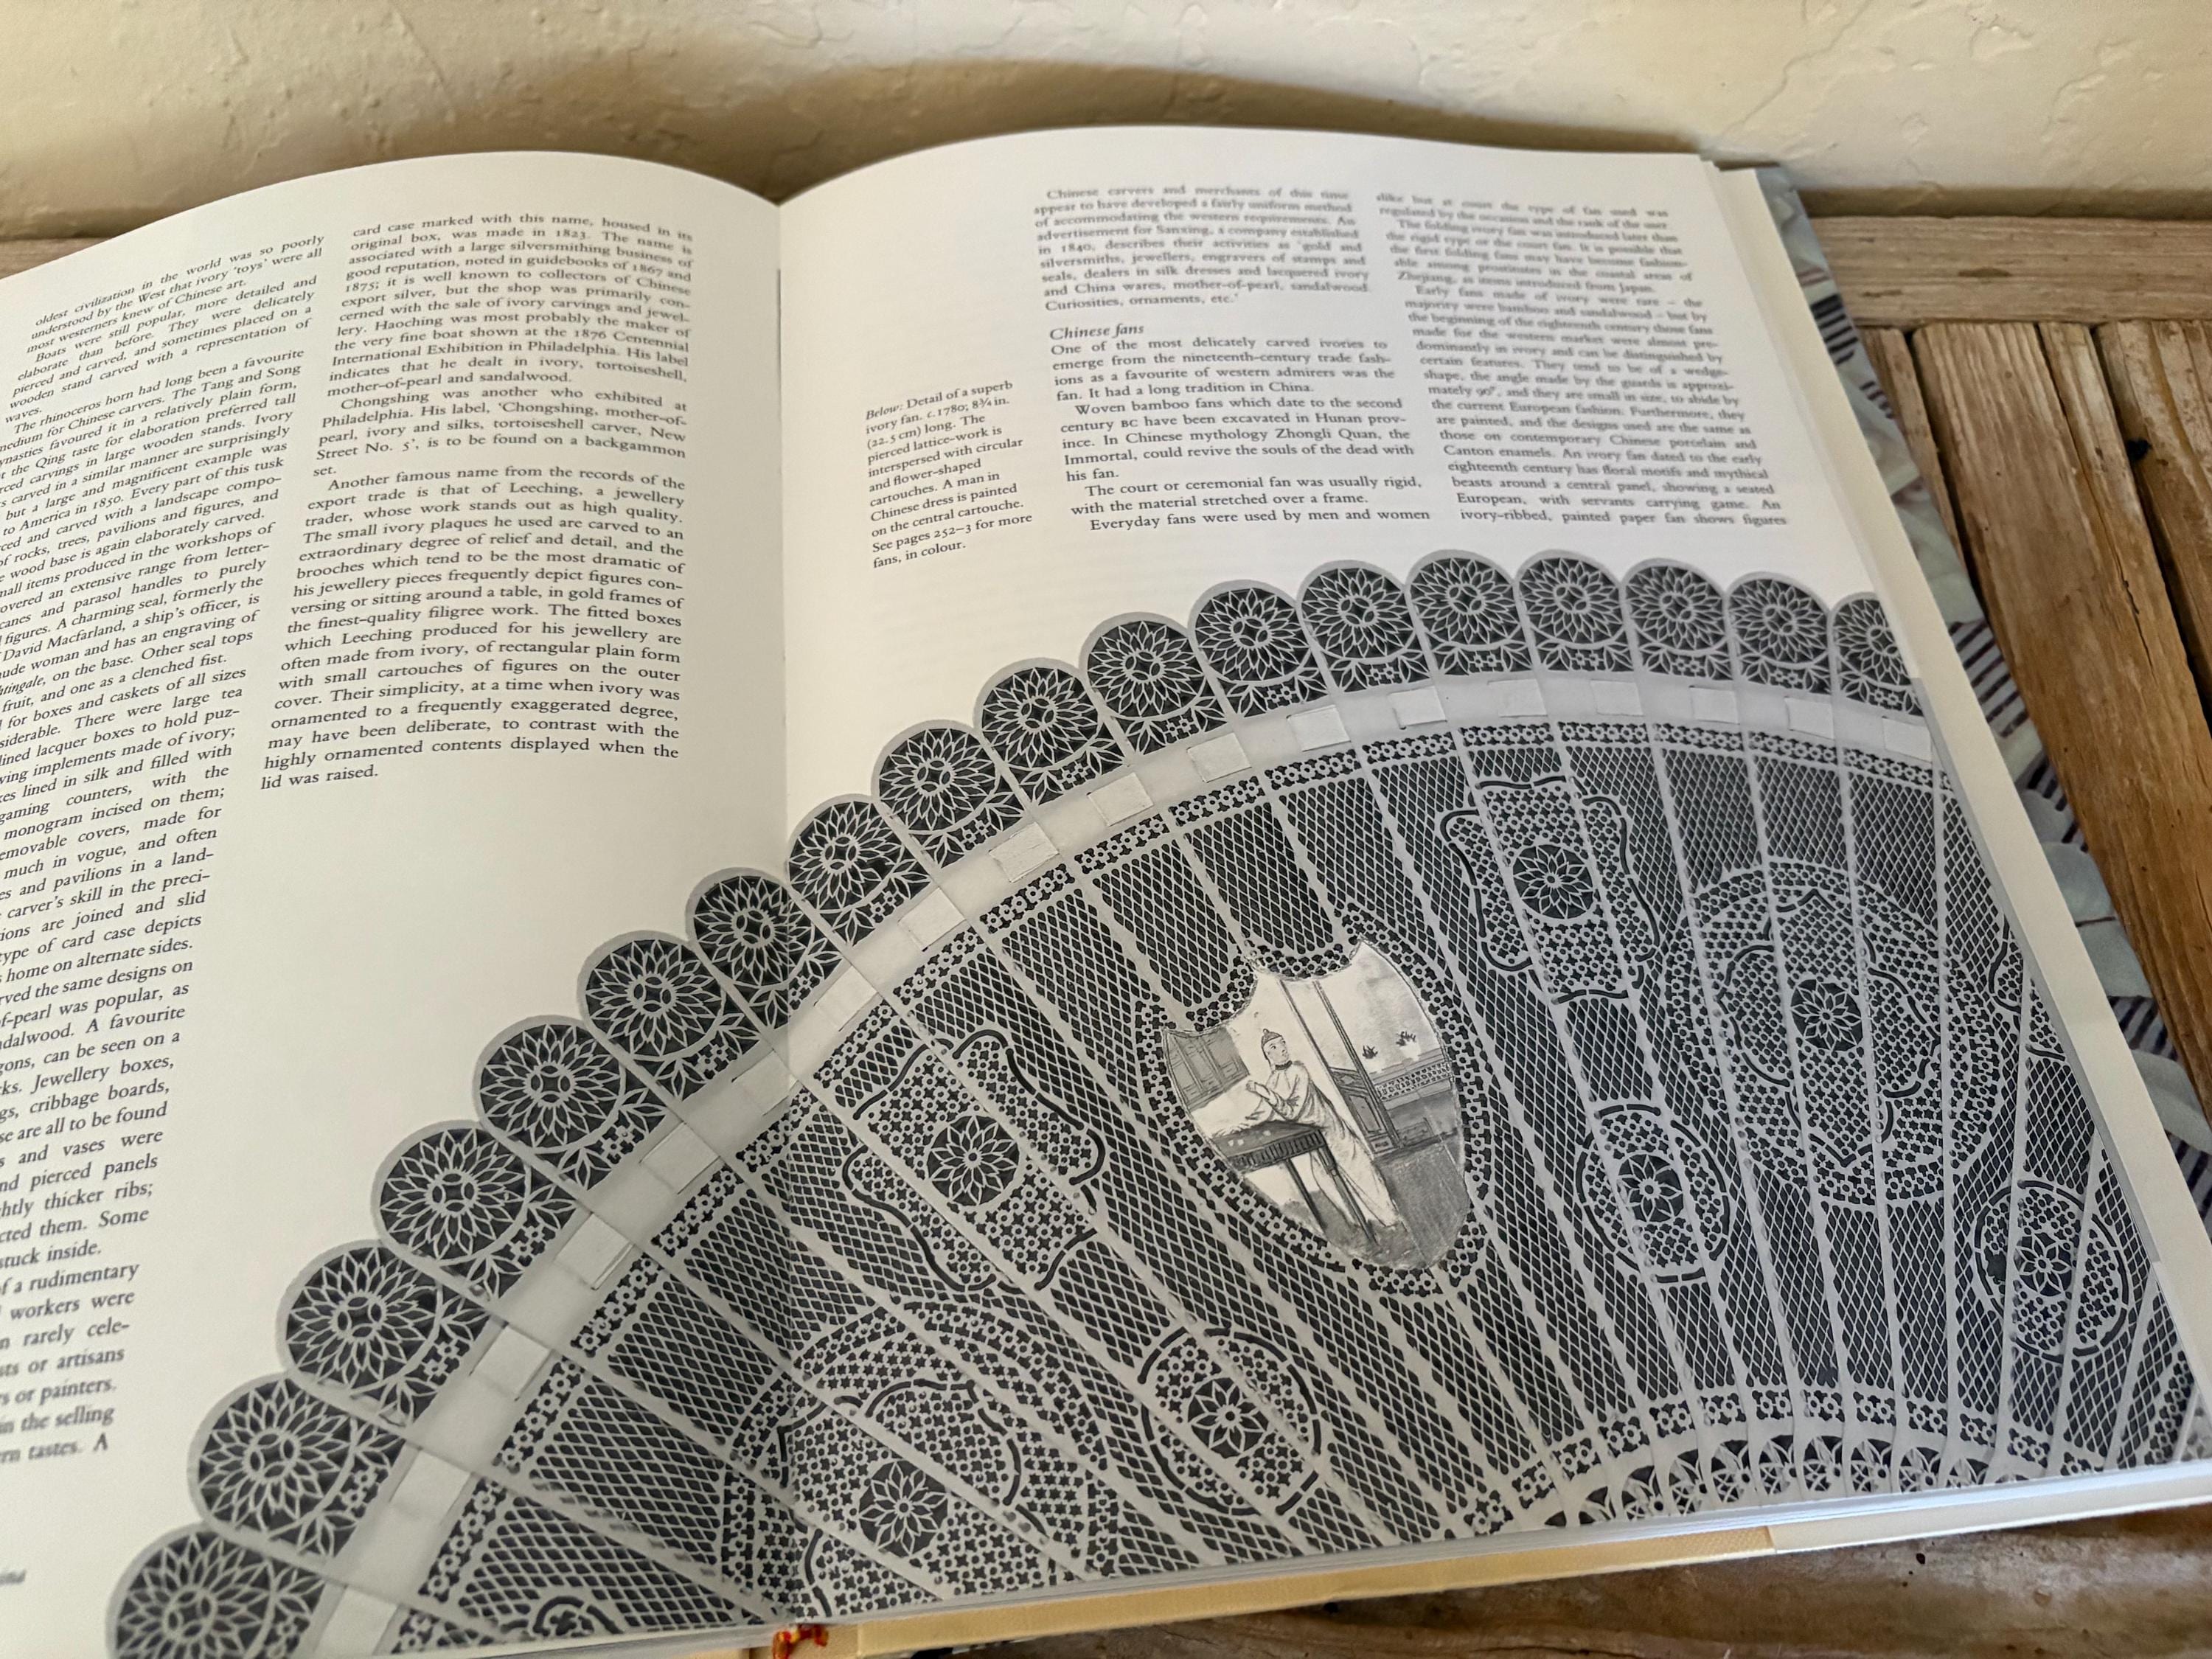 oldest civilization in the world was so poorly
understood by the West that ivory 'toys' were all
most westerners knew of Chinese art.
Boats were still popular, more detailed and
elaborate than before. They were delicately
pierced and carved, and sometimes placed on a
wooden stand carved with a representation of
waves.
The rhinoceros horn had long been a favourite
medium for Chinese carvers. The Tang and Song
ynasties favoured it in a relatively plain form,
t the Qing taste for elaboration preferred tall
rced carvings in large wooden stands. Ivory
s carved in a similar manner are surprisingly
but a large and magnificent example was
to America in 1850. Every part of this tusk
ced and carved with a landscape compo-
of rocks, trees, pavilions and figures, and
e wood base is again elaborately carved.
mall items produced in the workshops of
overed an extensive range from letter-
canes and parasol handles to purely
figures. A charming seal, formerly the
David Macfarland, a ship's officer, is
ude woman and has an engraving of
htingale, on the base. Other seal tops
fruit, and one as a clenched fist.
for boxes and caskets of all sizes
siderable. There were large tea
lined lacquer boxes to hold puz-
wing implements made of ivory;
es lined in silk and filled with
gaming counters, with the
monogram incised on them;
emovable covers, made for
much in vogue, and often
es and pavilions in a land-
carver's skill in the preci-
ions are joined and slid
type of card case depicts
s home on alternate sides.
rved the same designs on
f-pearl was popular, as
ndalwood. A favourite
gons, can be seen on a
ks. Jewellery boxes,
gs, cribbage boards,
se are all to be found
s and vases were
nd pierced panels
htly thicker ribs;
cted them. Some
stuck inside.
f a rudimentary
workers were
n rarely cele-
sts or artisans
s or painters.
in the selling
rn tastes. A
card case marked with this name, housed in its
original box, was made in 1823. The name is
associated with a large silversmithing business of
good reputation, noted in guidebooks of 1867 and
1875; it is well known to collectors of Chinese
export silver, but the shop was primarily con-
cerned with the sale of ivory carvings and jewel-
lery. Haoching was most probably the maker of
the very fine boat shown at the 1876 Centennial
International Exhibition in Philadelphia. His label
indicates that he dealt in ivory, tortoiseshell,
mother-of-pearl and sandalwood.
Chongshing was another who exhibited at
Philadelphia. His label, 'Chongshing, mother-of-
pearl, ivory and silks, tortoiseshell carver, New
Street No. 5', is to be found on a backgammon
set.
Another famous name from the records of the
export trade is that of Leeching, a jewellery
trader, whose work stands out as high quality.
The small ivory plaques he used are carved to an
extraordinary degree of relief and detail, and the
brooches which tend to be the most dramatic of
his jewellery pieces frequently depict figures con-
versing or sitting around a table, in gold frames of
the finest-quality filigree work. The fitted boxes
which Leeching produced for his jewellery are
often made from ivory, of rectangular plain form
with small cartouches of figures on the outer
cover. Their simplicity, at a time when ivory was
ornamented to a frequently exaggerated degree,
may have been deliberate, to contrast with the
highly ornamented contents displayed when the
lid was raised.
Below: Detail of a superb
ivory fan. c.1780; 8¾ in.
(22.5 cm) long. The
pierced lattice-work is
interspersed with circular
and flower-shaped
cartouches. A man in
Chinese dress is painted
on the central cartouche.
See pages 252–3 for more
fans, in colour.
Chinese carvers and merchants of this time
appear to have developed a fairly uniform method
of accommodating the western requirements. An
advertisement for Sanxing, a company established
in 1840, describes their activities as 'gold and
silversmiths, jewellers, engravers of stamps and
seals, dealers in silk dresses and lacquered ivory
and China wares, mother-of-pearl, sandalwood.
Curiosities, ornaments, etc.'
Chinese fans
One of the most delicately carved ivories to
emerge from the nineteenth-century trade fash-
ions as a favourite of western admirers was the
fan. It had a long tradition in China.
Woven bamboo fans which date to the second
century BC have been excavated in Hunan prov-
ince. In Chinese mythology Zhongli Quan, the
Immortal, could revive the souls of the dead with
his fan.
The court or ceremonial fan was usually rigid,
with the material stretched over a frame.
Everyday fans were used by men and women
alike but at court the type of fan used was
regulated by the occasion and the rank of the user.
The folding ivory fan was introduced later than
the rigid type or the court fan. It is possible that
the first folding fans may have become fashion-
able among prostitutes in the coastal areas of
Zhejiang, as items introduced from Japan.
Early fans made of ivory were rare – the
majority were bamboo and sandalwood – but by
the beginning of the eighteenth century those fans
made for the western market were almost pre-
dominantly in ivory and can be distinguished by
certain features. They tend to be of a wedge-
shape, the angle made by the guards is approxi-
mately 90°, and they are small in size, to abide by
the current European fashion. Furthermore, they
are painted, and the designs used are the same as
those on contemporary Chinese porcelain and
Canton enamels. An ivory fan dated to the early
eighteenth century has floral motifs and mythical
beasts around a central panel, showing a seated
European, with servants carrying game. An
ivory-ribbed, painted paper fan shows figures